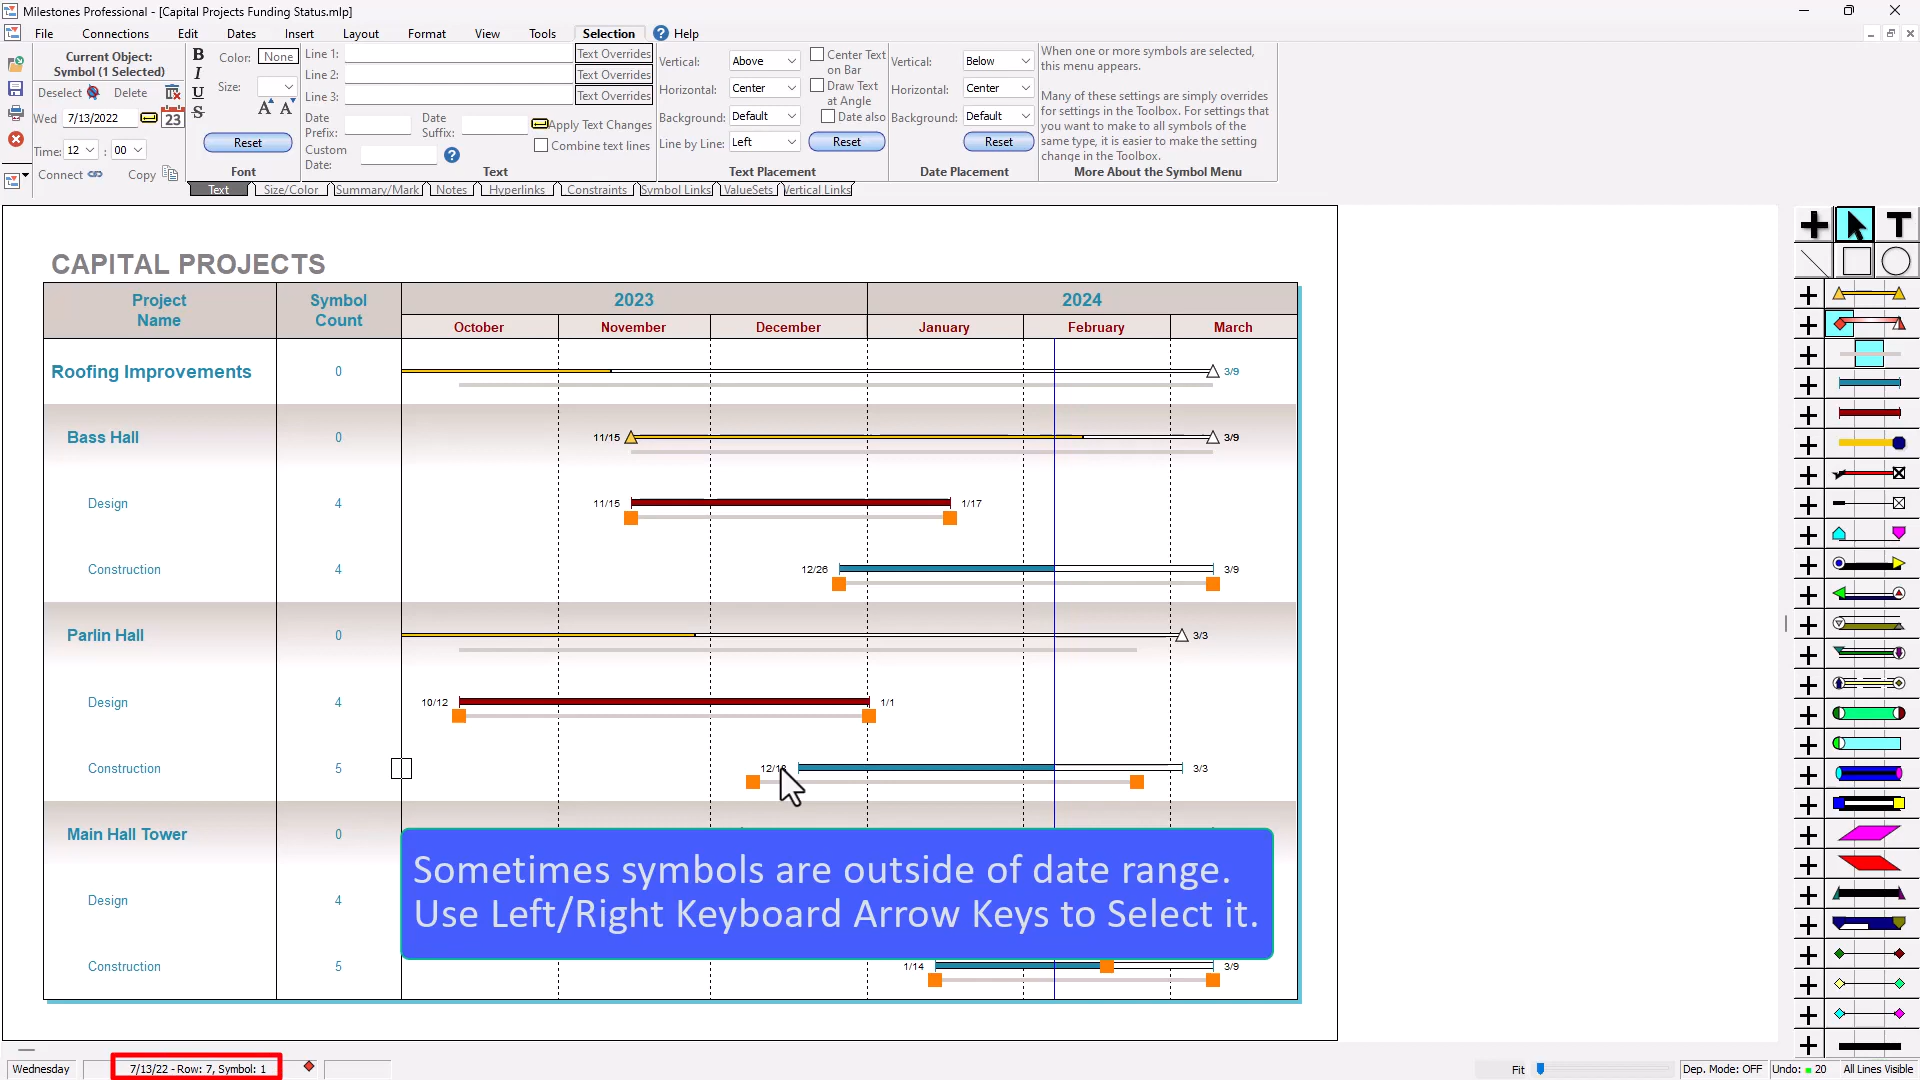 Milestones Professional - [Capital Projects Funding Status.mlp]
File Connections Edit Dates Insert Layout Format View Tools Selection Help
Current Object:
Symbol (1 Selected)
Deselect Delete
Wed 7/13/2022 23
Time: 12 : 00
Connect Copy
B
I
U
S
Color: None
Size:
A A
Reset
Font
Line 1: Text Overrides
Line 2: Text Overrides
Line 3: Text Overrides
Date Prefix: Date Suffix: Apply Text Changes
Custom Date: Combine text lines
Text
Vertical: Above
Horizontal: Center
Background: Default
Line by Line: Left
Center Text on Bar
Draw Text at Angle
Date also
Reset
Text Placement
Vertical: Below
Horizontal: Center
Background: Default
Reset
Date Placement
When one or more symbols are selected,
this menu appears.
Many of these settings are simply overrides
for settings in the Toolbox. For settings that
you want to make to all symbols of the
same type, it is easier to make the setting
change in the Toolbox.
More About the Symbol Menu
Text Size/Color Summary/Mark Notes Hyperlinks Constraints Symbol Links ValueSets Vertical Links
CAPITAL PROJECTS
Project Name Symbol Count 2023 2024
October November December January February March
Roofing Improvements 0 3/9
Bass Hall 0 11/15 3/9
Design 4 11/15 1/17
Construction 4 12/26 3/9
Parlin Hall 0 3/3
Design 4 10/12 1/1
Construction 5 3/3
Main Hall Tower 0
Design 4
Construction 5 1/14 3/9
Sometimes symbols are outside of date range.
Use Left/Right Keyboard Arrow Keys to Select it.
T
Wednesday 7/13/22 - Row: 7, Symbol: 1 Fit Dep. Mode: OFF Undo: 20 All Lines Visible